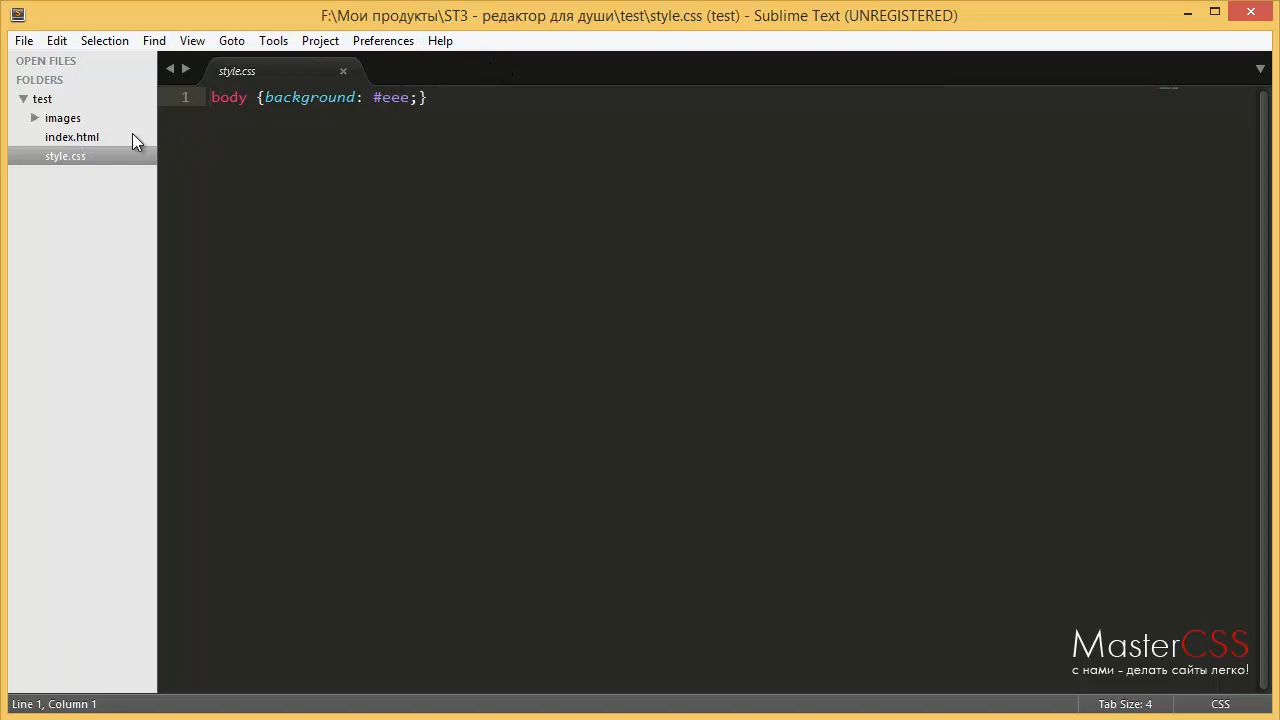 F:\Мои продукты\ST3 - редактор для души\test\style.css (test) - Sublime Text (UNREGISTERED)
File Edit Selection Find View Goto Tools Project Preferences Help
OPEN FILES
FOLDERS
test
images
index.html
style.css
style.css
1 body {background: #eee;}
MasterCSS
с нами - делать сайты легко!
Line 1, Column 1
Tab Size: 4
CSS